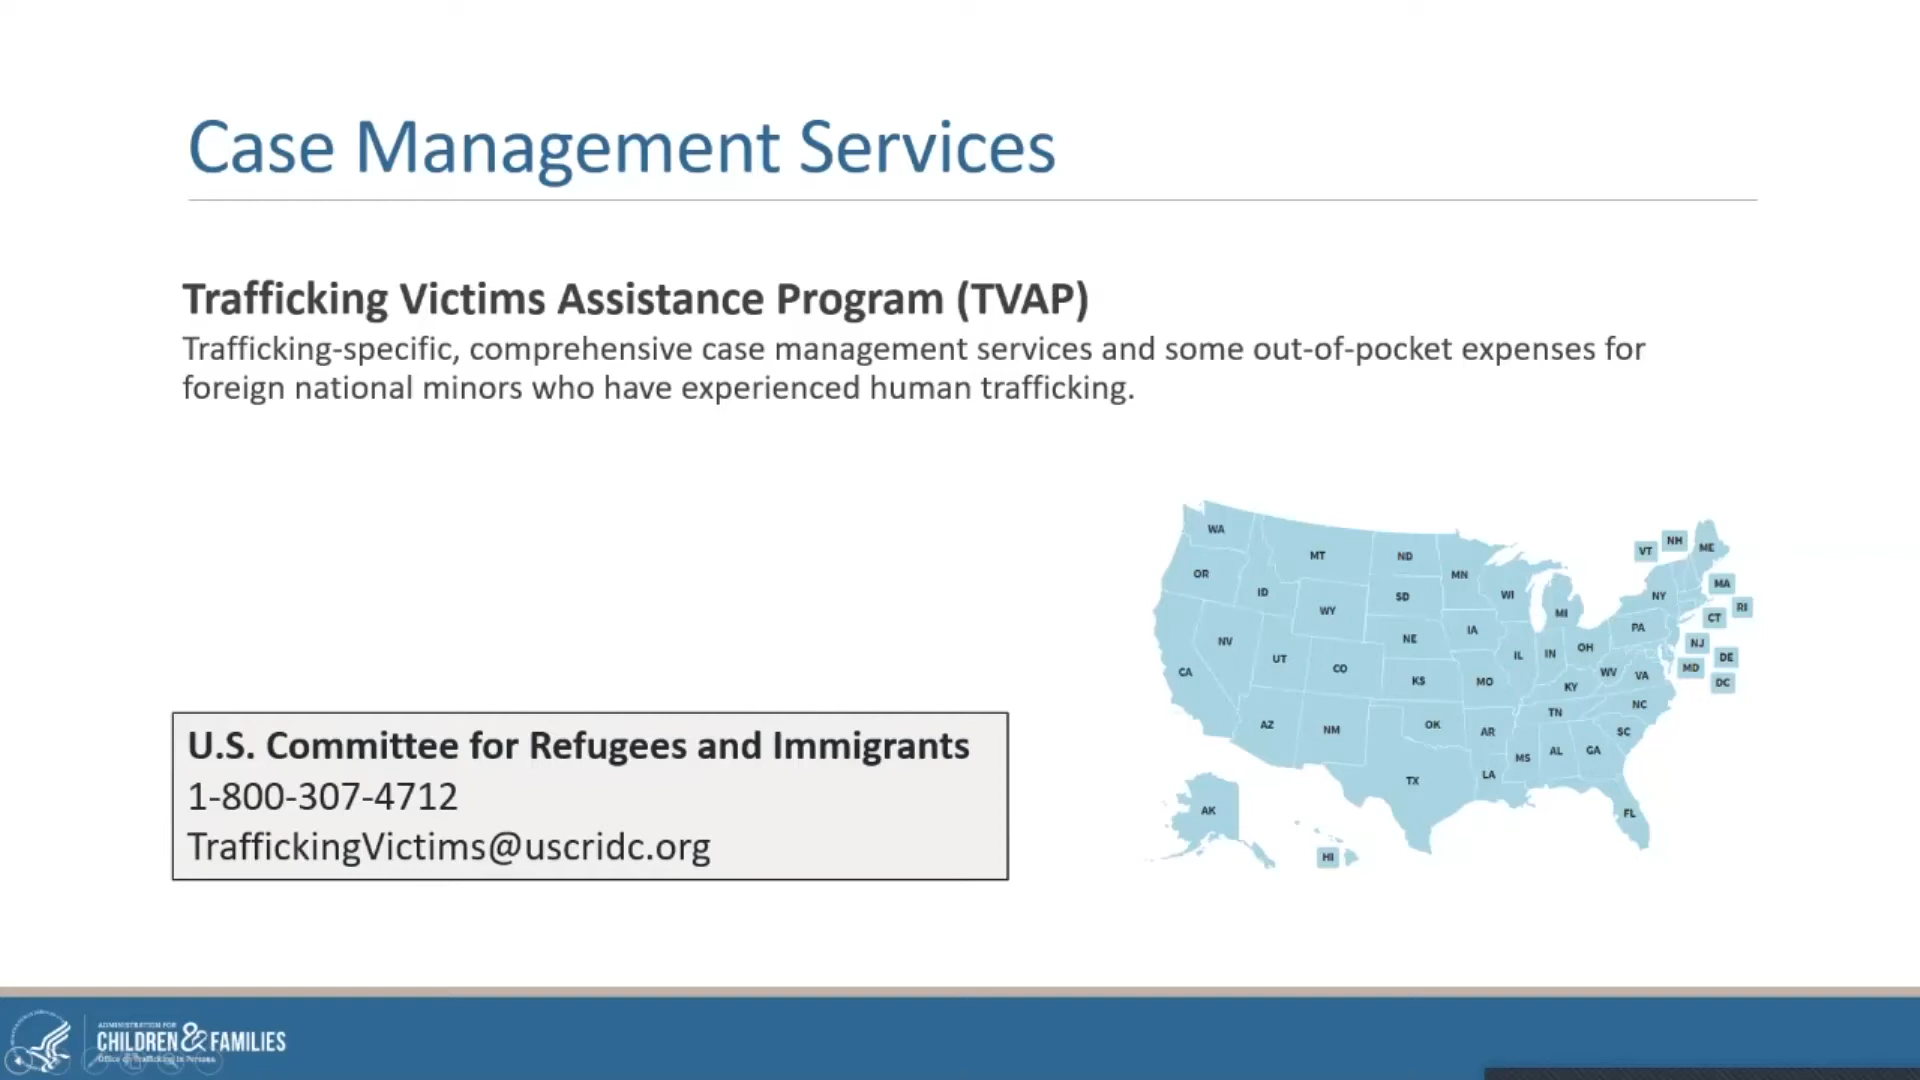 Case Management Services
Trafficking Victims Assistance Program (TVAP)
Trafficking-specific, comprehensive case management services and some out-of-pocket expenses for
foreign national minors who have experienced human trafficking.
U.S. Committee for Refugees and Immigrants
1-800-307-4712
TraffickingVictims@uscridc.org
WA
MT
ND
MN
OR
ID
WY
SD
WI
MI
NY
VT
NH
ME
MA
RI
CT
NV
UT
CO
NE
IA
IL
IN
OH
PA
NJ
DE
MD
DC
CA
KS
MO
KY
WV
VA
AZ
NM
OK
AR
TN
NC
SC
TX
LA
MS
AL
GA
FL
AK
HI
ADMINISTRATION FOR
CHILDREN & FAMILIES
Office on Trafficking in Persons